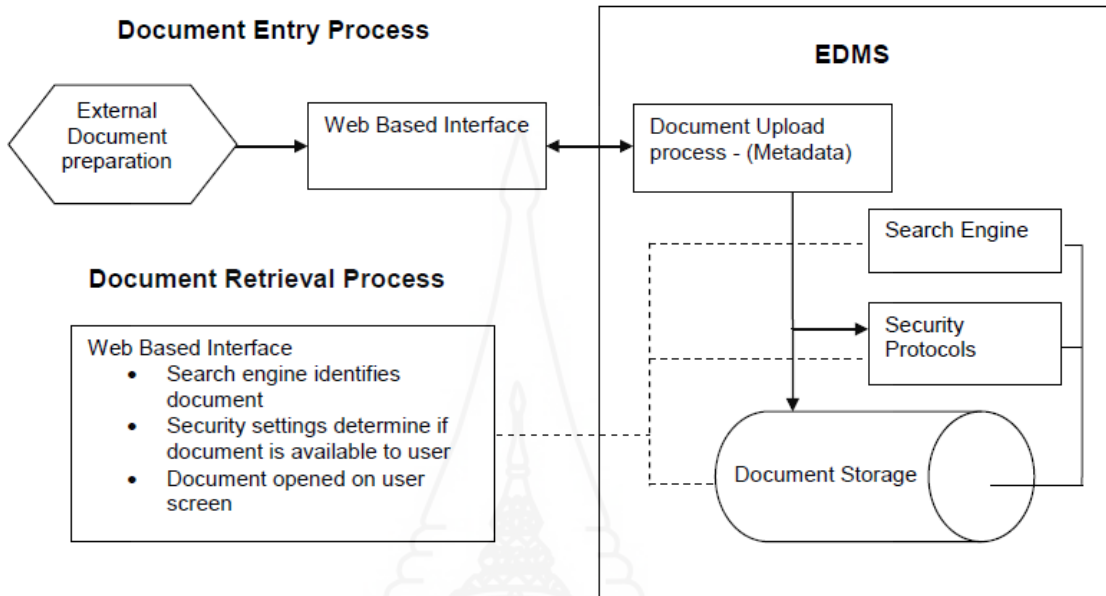 Document Entry Process
EDMS
External
Document
preparation
Web Based Interface
Document Upload
process - (Metadata)
Search Engine
Document Retrieval Process
Security
Protocols
Web Based Interface
• Search engine identifies
document
• Security settings determine if
document is available to user
• Document opened on user
screen
Document Storage